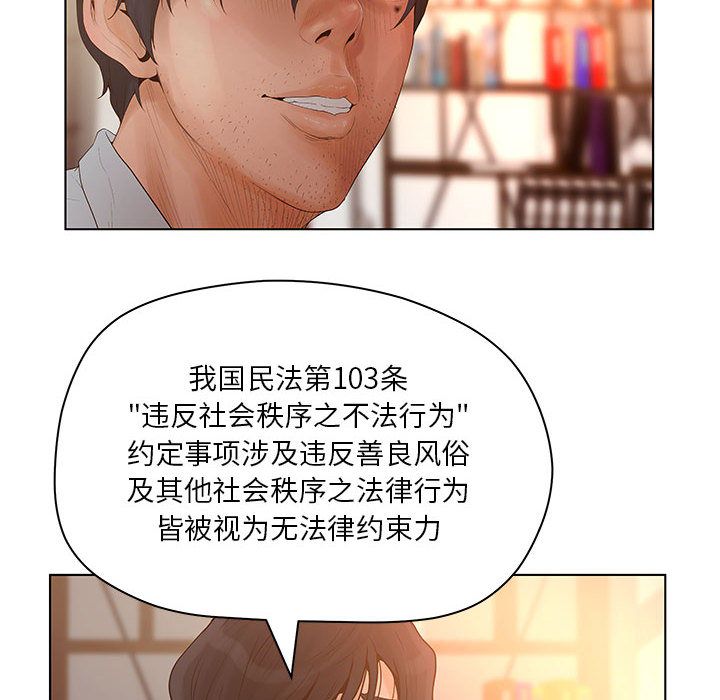 我国民法第103条
"违反社会秩序之不法行为"
约定事项涉及违反善良风俗
及其他社会秩序之法律行为
皆被视为无法律约束力